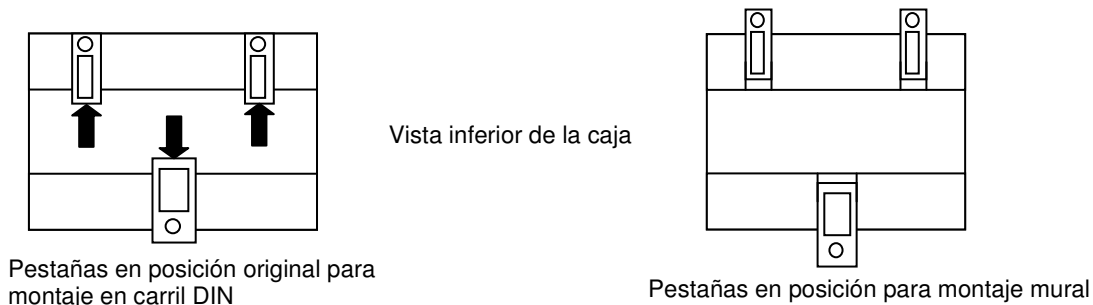 Vista inferior de la caja
Pestañas en posición original para
montaje en carril DIN
Pestañas en posición para montaje mural